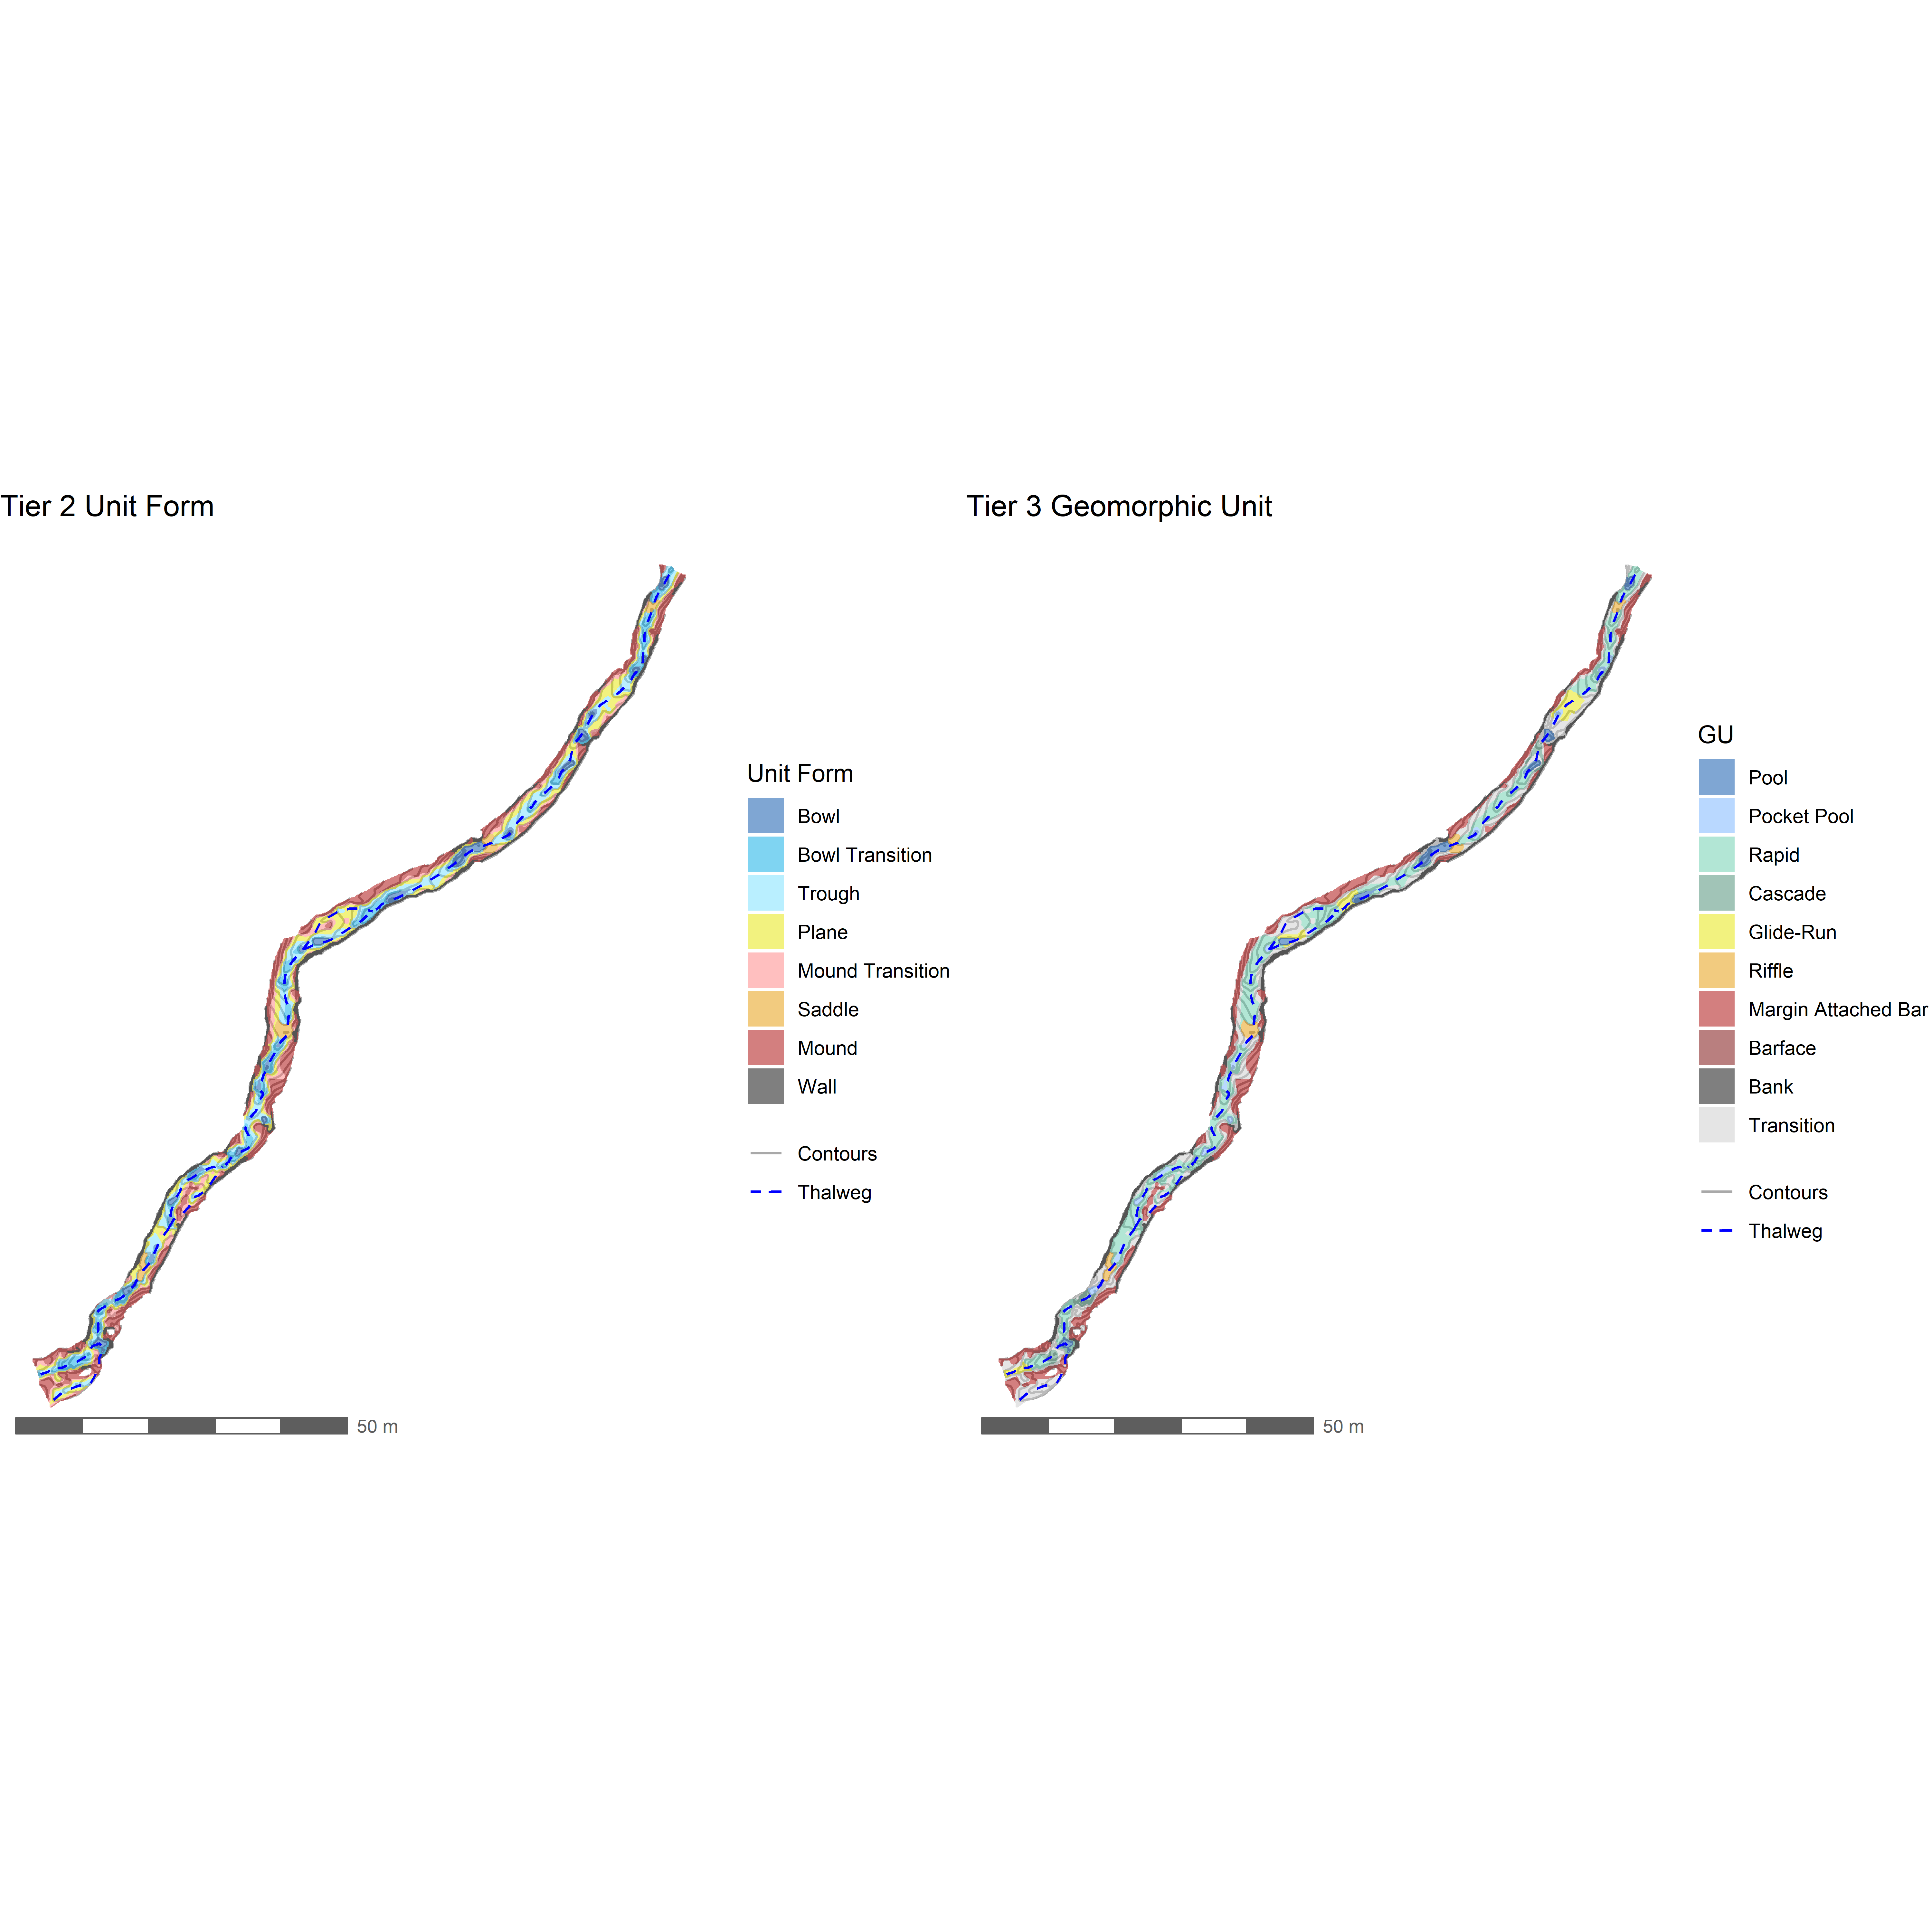 Tier 2 Unit Form
Unit Form
Bowl
Bowl Transition
Trough
Plane
Mound Transition
Saddle
Mound
Wall
Contours
Thalweg
50 m
Tier 3 Geomorphic Unit
GU
Pool
Pocket Pool
Rapid
Cascade
Glide-Run
Riffle
Margin Attached Bar
Barface
Bank
Transition
Contours
Thalweg
50 m